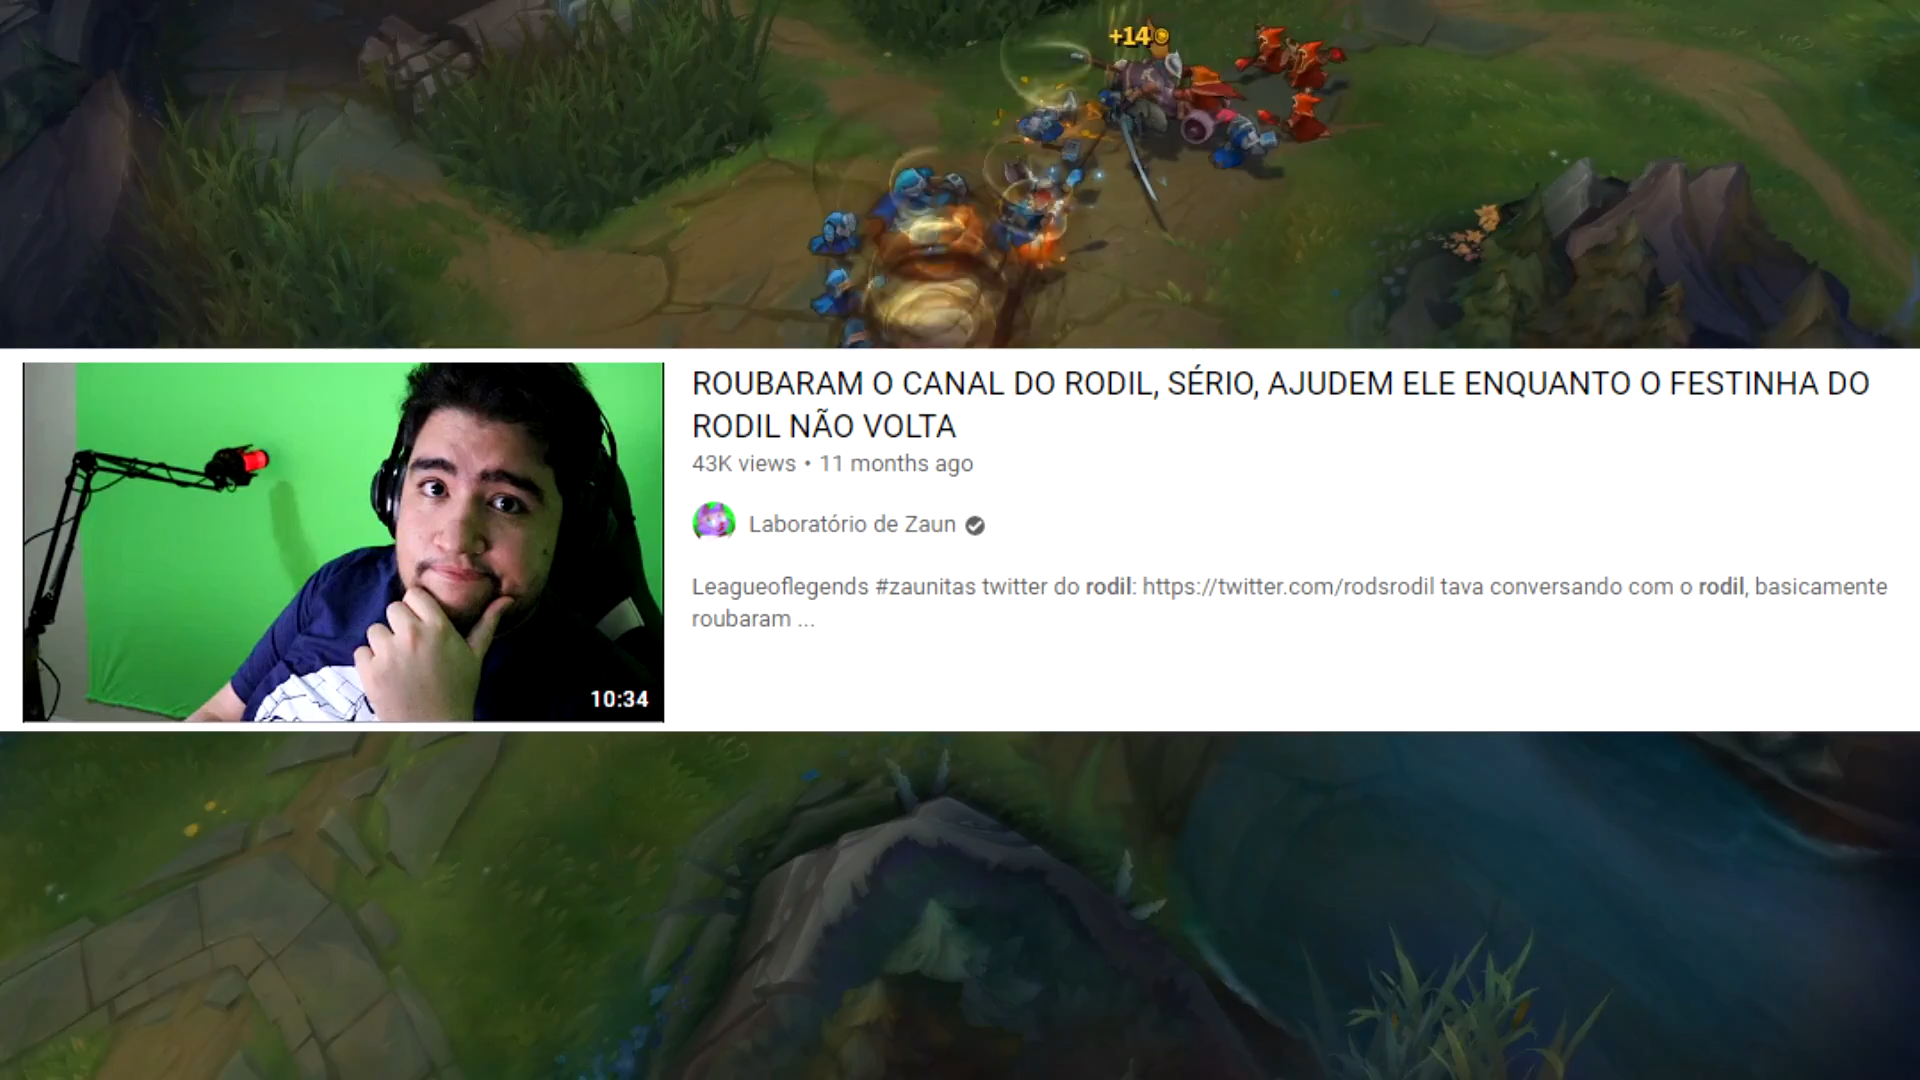 +14
ROUBARAM O CANAL DO RODIL, SÉRIO, AJUDEM ELE ENQUANTO O FESTINHA DO
RODIL NÃO VOLTA
43K views • 11 months ago
Laboratório de Zaun
Leagueoflegends #zaunitas twitter do rodil: https://twitter.com/rodsrodil tava conversando com o rodil, basicamente
roubaram ...
10:34